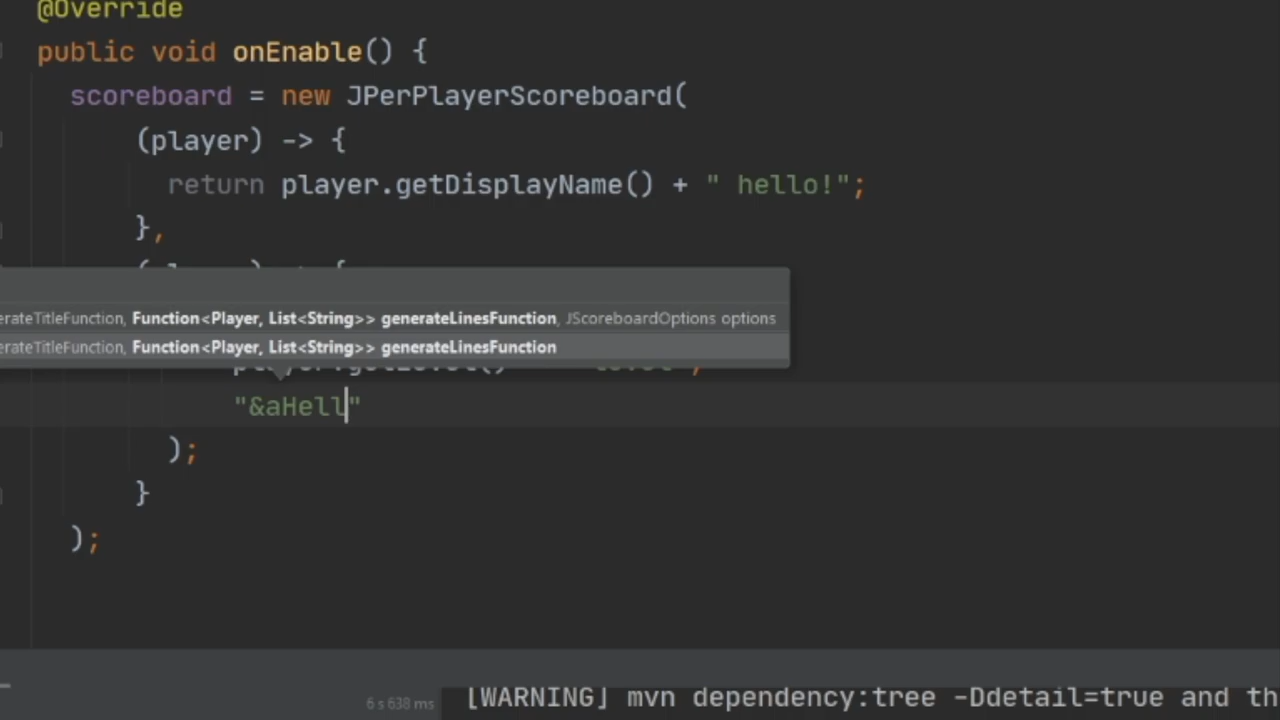 @Override
public void onEnable() {
scoreboard = new JPerPlayerScoreboard(
(player) -> {
return player.getDisplayName() + " hello!";
},
erateTitleFunction, Function<Player, List<String>> generateLinesFunction, JScoreboardOptions options
erateTitleFunction, Function<Player, List<String>> generateLinesFunction
"&aHell"
);
}
);
6 s 638 ms
[WARNING] mvn dependency:tree -Ddetail=true and th